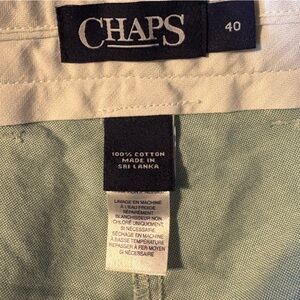 CHAPS
40
100% COTTON
MADE IN
SRI LANKA
LAVAGE EN MACHINE
À L'EAU FROIDE
SÉPARÉMENT
BLANCHISSEUR NON
CHLORÉ UNIQUEMENT
SI NÉCESSAIRE
SÉCHAGE EN MACHINE
À BASSE TEMPÉRATURE
REPASSER À FER MOYEN
SI NÉCESSAIRE